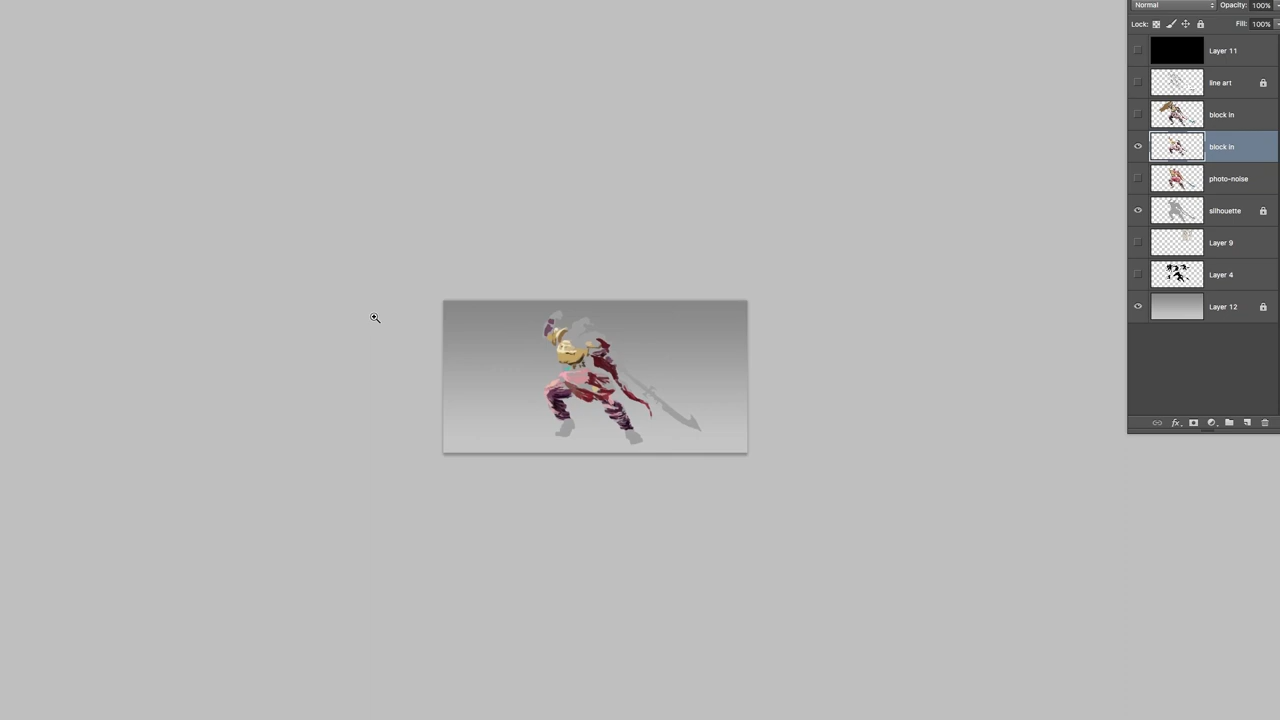 Normal Opacity: 100%
Lock: Fill: 100%
Layer 11
line art
block in
block in
photo-noise
silhouette
Layer 9
Layer 4
Layer 12
fx